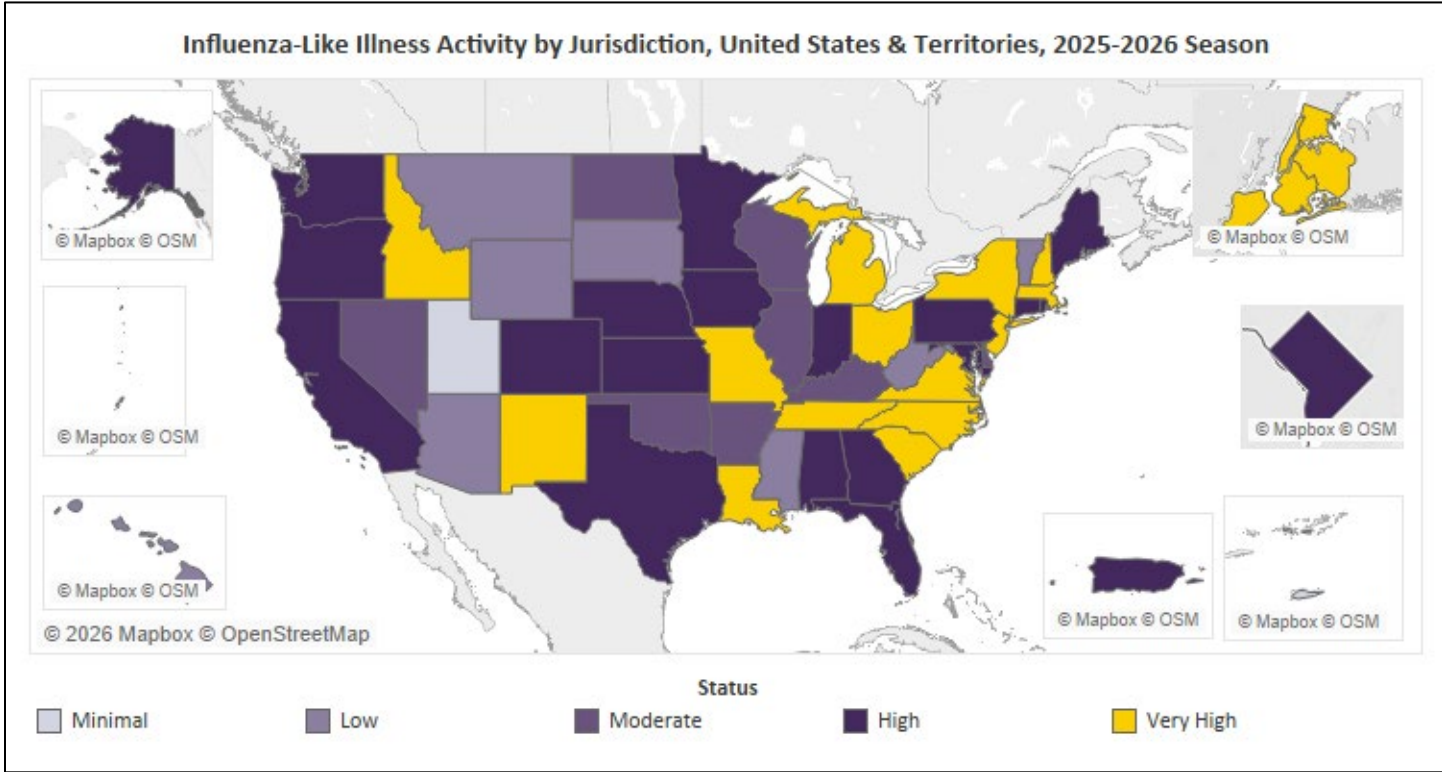 Influenza-Like Illness Activity by Jurisdiction, United States & Territories, 2025-2026 Season
© Mapbox © OSM
© Mapbox © OSM
© Mapbox © OSM
© Mapbox © OSM
© Mapbox © OSM
© Mapbox © OSM
© Mapbox © OSM
© 2026 Mapbox © OpenStreetMap
Status
Minimal
Low
Moderate
High
Very High